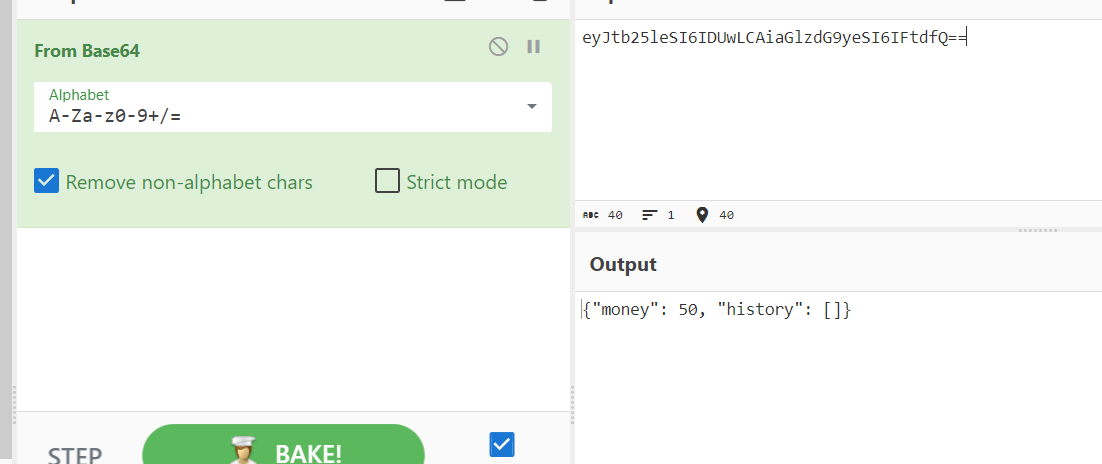 From Base64
Alphabet
A-Za-z0-9+/=
Remove non-alphabet chars
Strict mode
STEP
BAKE!
eyJtb25leSI6IDUwLCAiaGlzdG9yeSI6IFtdfQ==
ABC 40
1
40
Output
{"money": 50, "history": []}